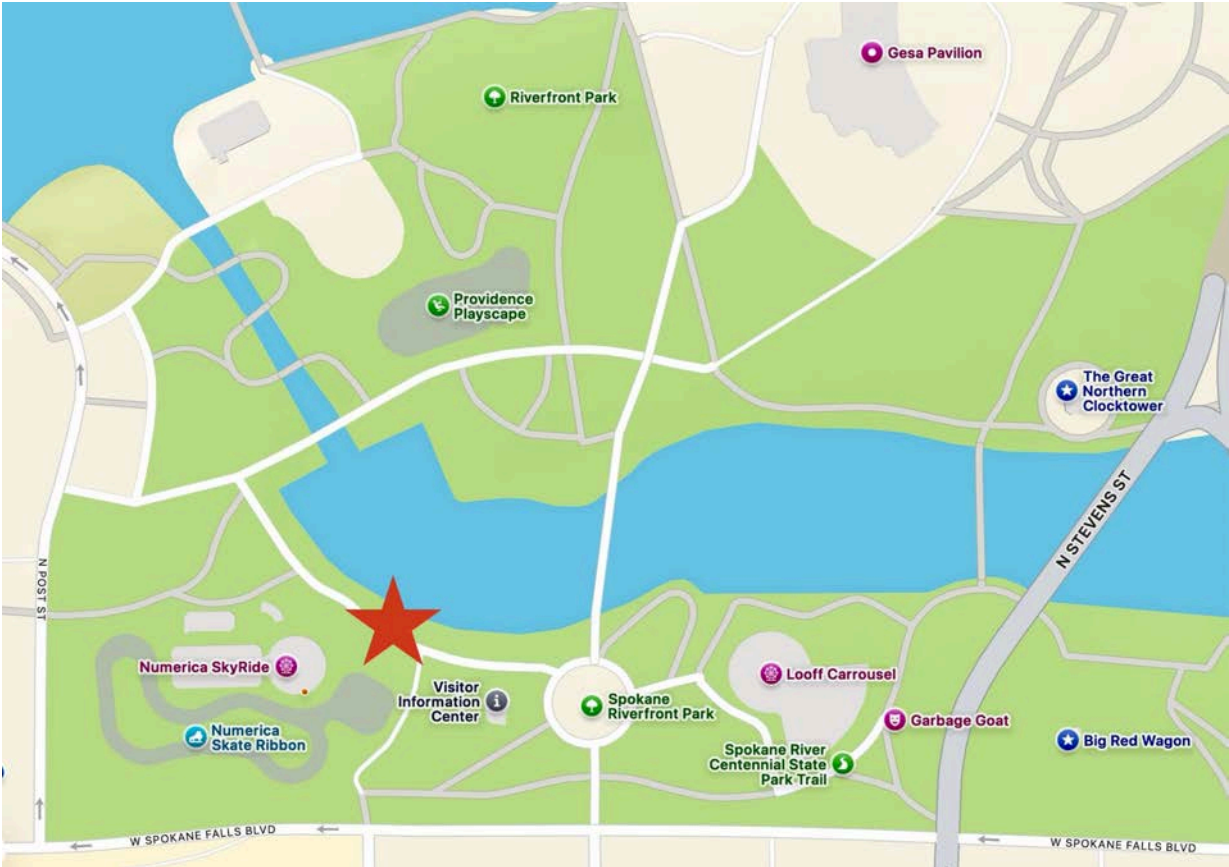 Gesa Pavilion
Riverfront Park
Providence
Playscape
The Great
Northern
Clocktower
N STEVENS ST
N POST ST
Numerica SkyRide
Looff Carrousel
Visitor
Information
Center
Spokane
Riverfront Park
Garbage Goat
Numerica
Skate Ribbon
Big Red Wagon
Spokane River
Centennial State
Park Trail
W SPOKANE FALLS BLVD
W SPOKANE FALLS BLVD